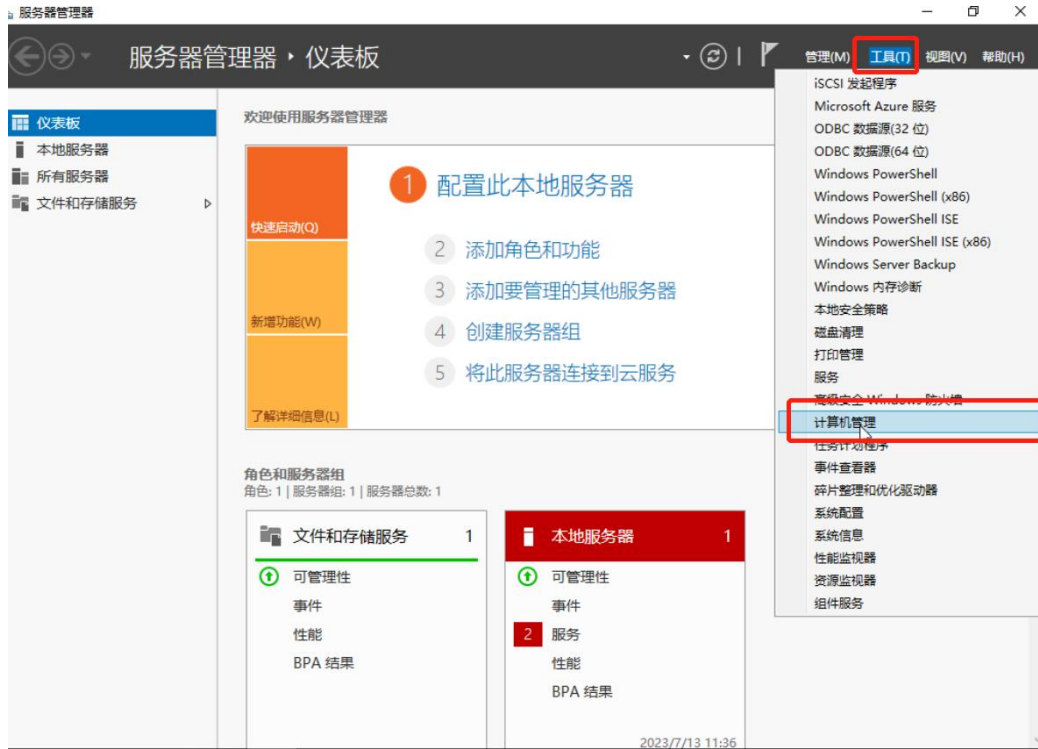 服务器管理器
服务器管理器 ‣ 仪表板
管理(M) 工具(T) 视图(V) 帮助(H)
仪表板
本地服务器
所有服务器
文件和存储服务
欢迎使用服务器管理器
快速启动(Q)
新增功能(W)
了解详细信息(L)
1 配置此本地服务器
2 添加角色和功能
3 添加要管理的其他服务器
4 创建服务器组
5 将此服务器连接到云服务
角色和服务器组
角色: 1 | 服务器组: 1 | 服务器总数: 1
文件和存储服务 1
可管理性
事件
性能
BPA 结果
本地服务器 1
可管理性
事件
2 服务
性能
BPA 结果
2023/7/13 11:36
iSCSI 发起程序
Microsoft Azure 服务
ODBC 数据源(32 位)
ODBC 数据源(64 位)
Windows PowerShell
Windows PowerShell (x86)
Windows PowerShell ISE
Windows PowerShell ISE (x86)
Windows Server Backup
Windows 内存诊断
本地安全策略
磁盘清理
打印管理
服务
高级安全 Windows 防火墙
计算机管理
任务计划程序
事件查看器
碎片整理和优化驱动器
系统配置
系统信息
性能监视器
资源监视器
组件服务